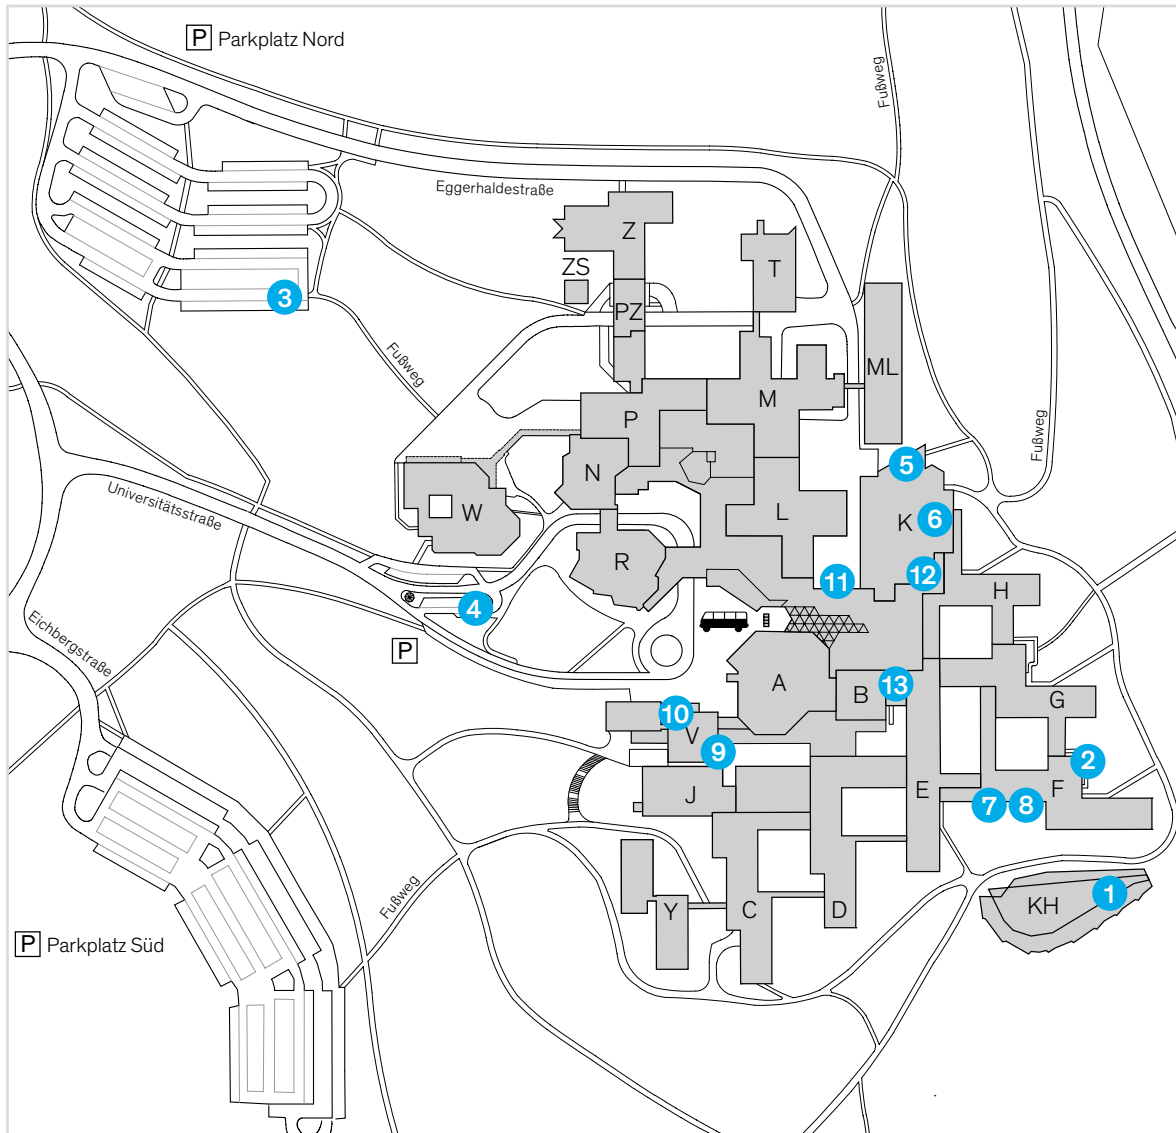 P Parkplatz Nord
Fußweg
Eggerhaldestraße
Z
ZS
T
PZ
3
Fußweg
ML
M
P
Fußweg
5
N
Universitätsstraße
W
L
K
6
R
11
12
H
4
Eichbergstraße
P
A
B
13
G
10
V
9
2
J
E
F
7
8
Fußweg
KH
1
Y
C
D
P Parkplatz Süd